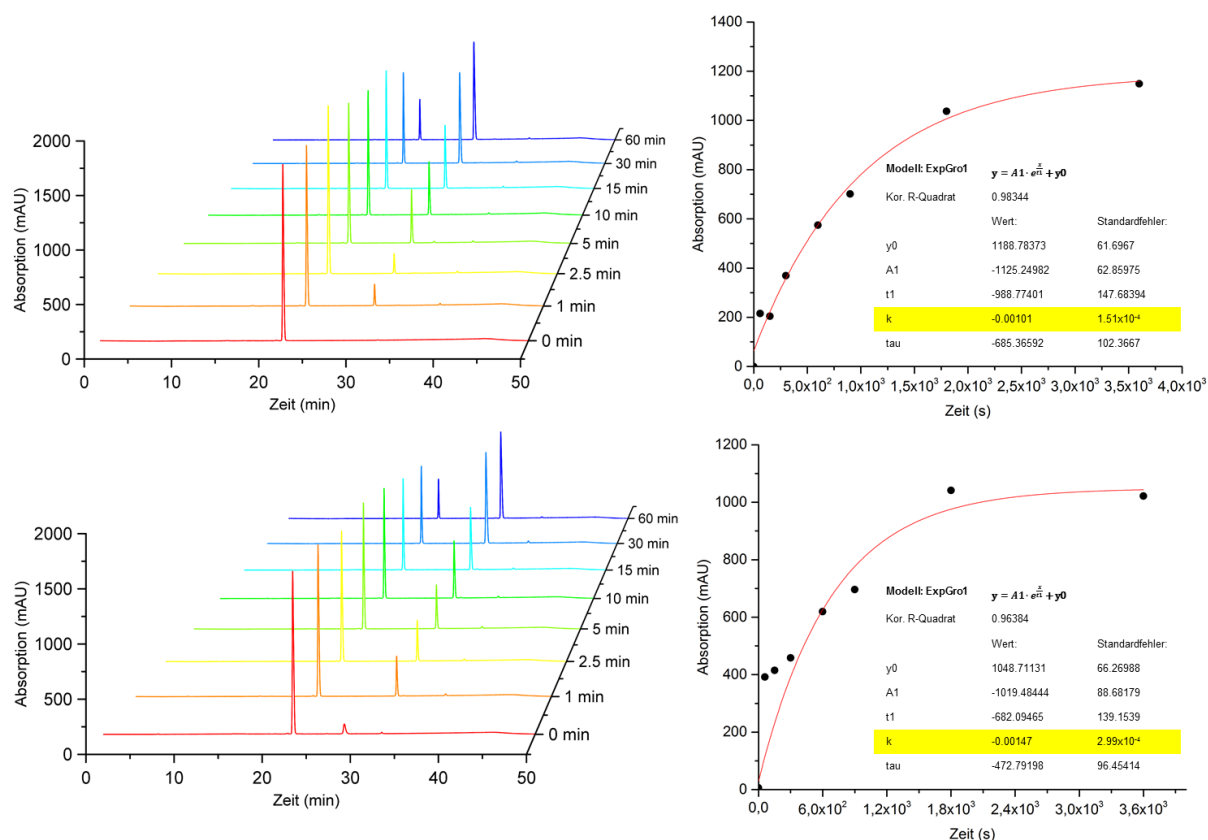 2000
1500
1000
500
0
Absorption (mAU)
60 min
30 min
15 min
10 min
5 min
2.5 min
1 min
0 min
0
10
20
30
40
50
Zeit (min)
1400
1200
1000
800
600
400
200
0
Absorption (mAU)
Modell: ExpGro1 y = A1 · e^(x/t1) + y0
Kor. R-Quadrat 0.98344
Wert: Standardfehler:
y0 1188.78373 61.6967
A1 -1125.24982 62.85975
t1 -988.77401 147.68394
k -0.00101 1.51x10⁻⁴
tau -685.36592 102.3667
0,0 5,0x10² 1,0x10³ 1,5x10³ 2,0x10³ 2,5x10³ 3,0x10³ 3,5x10³ 4,0x10³
Zeit (s)
2000
1500
1000
500
0
Absorption (mAU)
60 min
30 min
15 min
10 min
5 min
2.5 min
1 min
0 min
0
10
20
30
40
50
Zeit (min)
1200
1000
800
600
400
200
0
Absorption (mAU)
Modell: ExpGro1 y = A1 · e^(x/t1) + y0
Kor. R-Quadrat 0.96384
Wert: Standardfehler:
y0 1048.71131 66.26988
A1 -1019.48444 88.68179
t1 -682.09465 139.1539
k -0.00147 2.99x10⁻⁴
tau -472.79198 96.45414
0,0 6,0x10² 1,2x10³ 1,8x10³ 2,4x10³ 3,0x10³ 3,6x10³
Zeit (s)